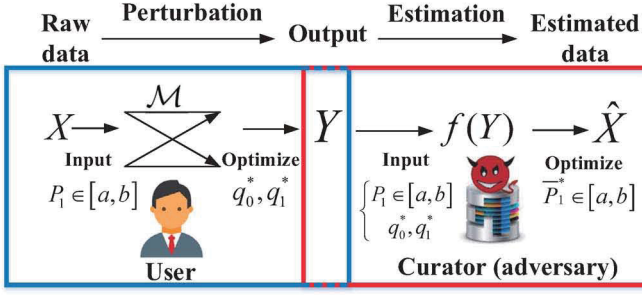 Raw data
Perturbation
Output
Estimation
Estimated data
X
M
Y
f(Y)
X̂
Input
Optimize
Input
Optimize
P₁ ∈ [a, b]
q₀*, q₁*
{ P₁ ∈ [a, b]
q₀*, q₁*
P̅₁* ∈ [a, b]
User
Curator (adversary)